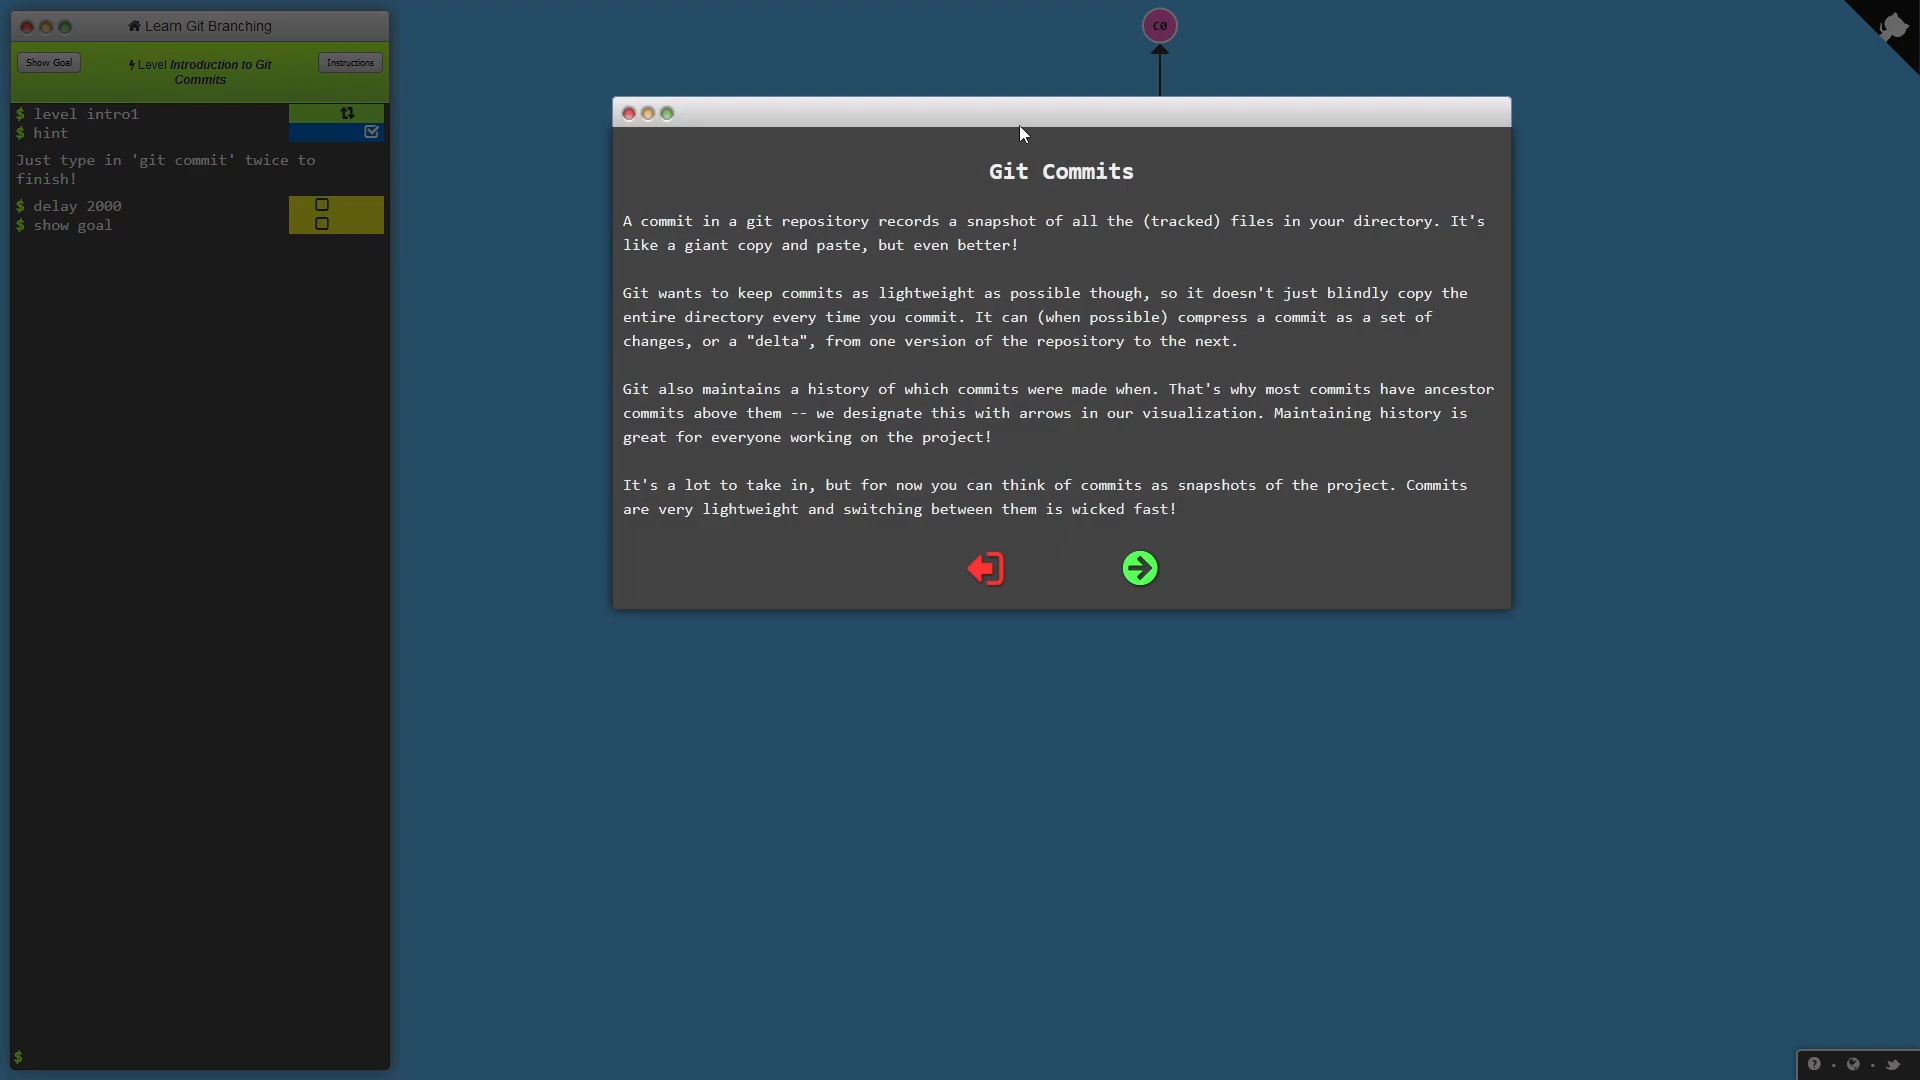 Learn Git Branching
Show Goal
Level Introduction to Git
Commits
Instructions
$ level intro1
$ hint
Just type in 'git commit' twice to
finish!
$ delay 2000
$ show goal
$
C0
Git Commits
A commit in a git repository records a snapshot of all the (tracked) files in your directory. It's
like a giant copy and paste, but even better!
Git wants to keep commits as lightweight as possible though, so it doesn't just blindly copy the
entire directory every time you commit. It can (when possible) compress a commit as a set of
changes, or a "delta", from one version of the repository to the next.
Git also maintains a history of which commits were made when. That's why most commits have ancestor
commits above them -- we designate this with arrows in our visualization. Maintaining history is
great for everyone working on the project!
It's a lot to take in, but for now you can think of commits as snapshots of the project. Commits
are very lightweight and switching between them is wicked fast!